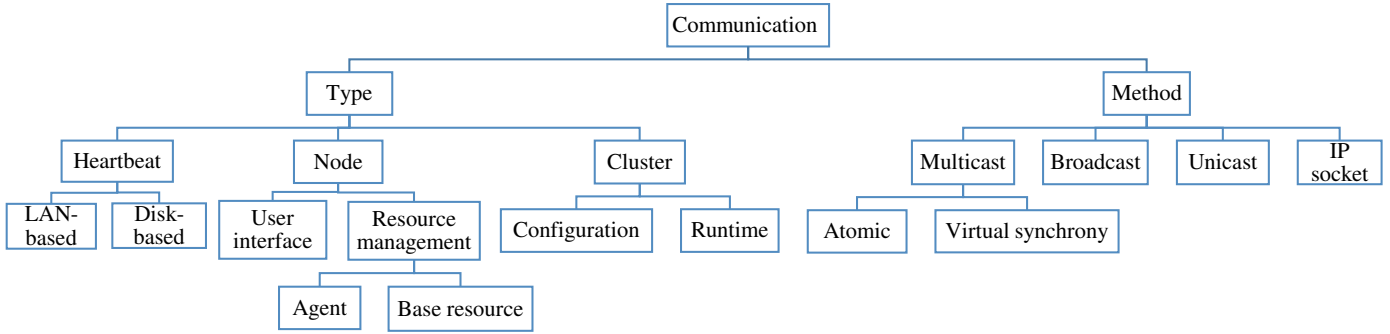 Communication
Type
Method
Heartbeat
Node
Cluster
Multicast
Broadcast
Unicast
IP
socket
LAN-
based
Disk-
based
User
interface
Resource
management
Configuration
Runtime
Atomic
Virtual synchrony
Agent
Base resource